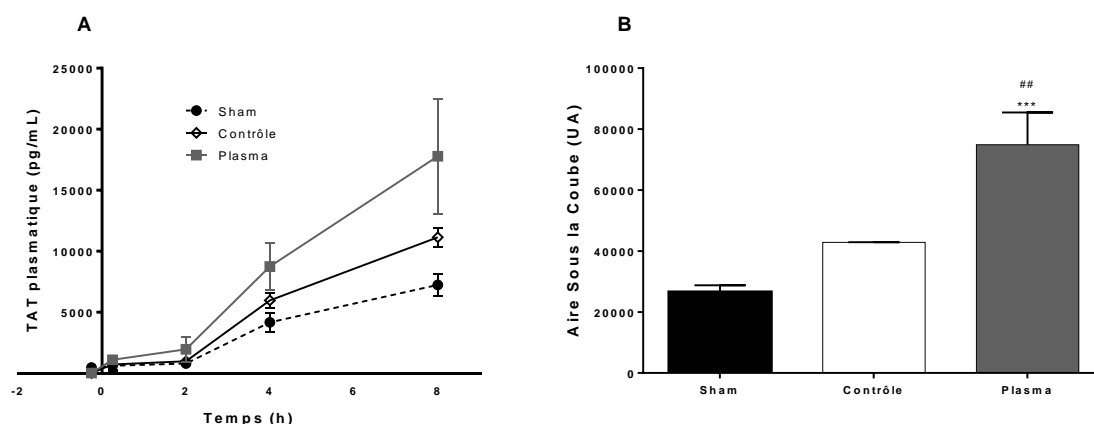 A
TAT plasmatique (pg/mL)
25000
20000
15000
10000
5000
Sham
Contrôle
Plasma
-2 0 2 4 6 8
Temps (h)
B
Aire Sous la Coube (UA)
100000
80000
60000
40000
20000
0
##
***
Sham Contrôle Plasma